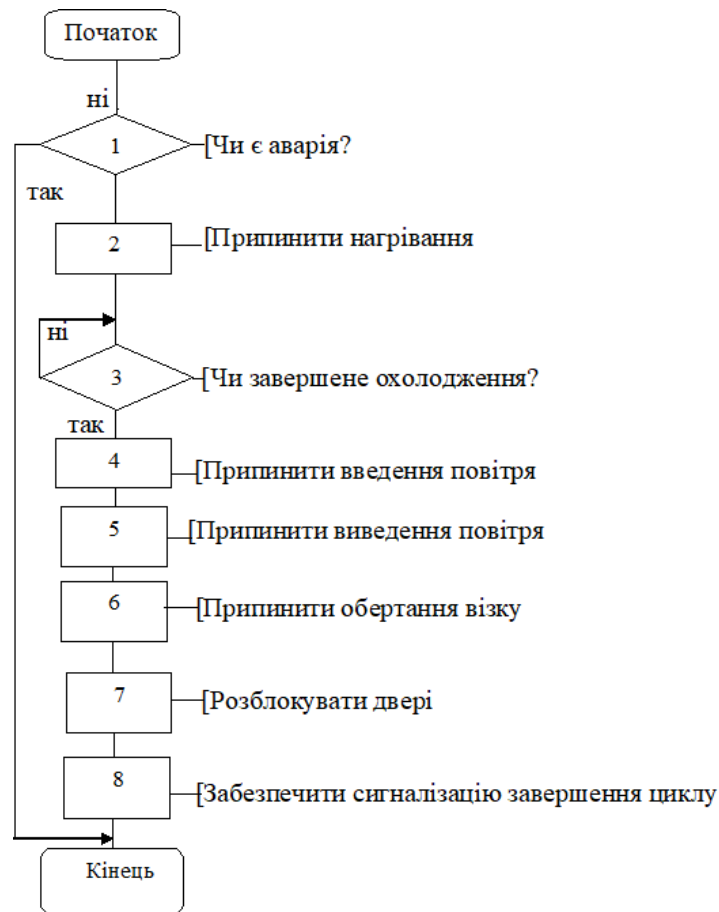 Початок
ні
1
[Чи є аварія?
так
2
[Припинити нагрівання
ні
3
[Чи завершене охолодження?
так
4
[Припинити введення повітря
5
[Припинити виведення повітря
6
[Припинити обертання візку
7
[Розблокувати двері
8
[Забезпечити сигналізацію завершення циклу
Кінець